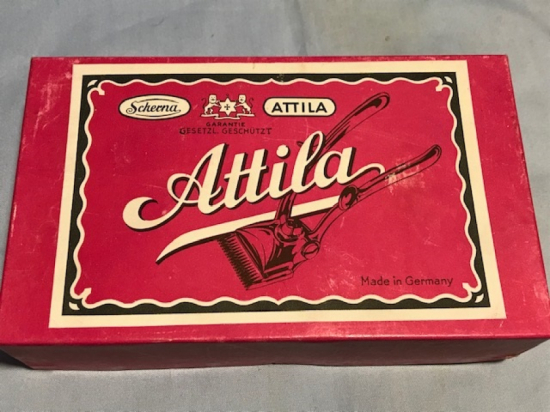 Scheena
ATTILA
GARANTIE
GESETZL. GESCHÜTZT
Attila
Made in Germany